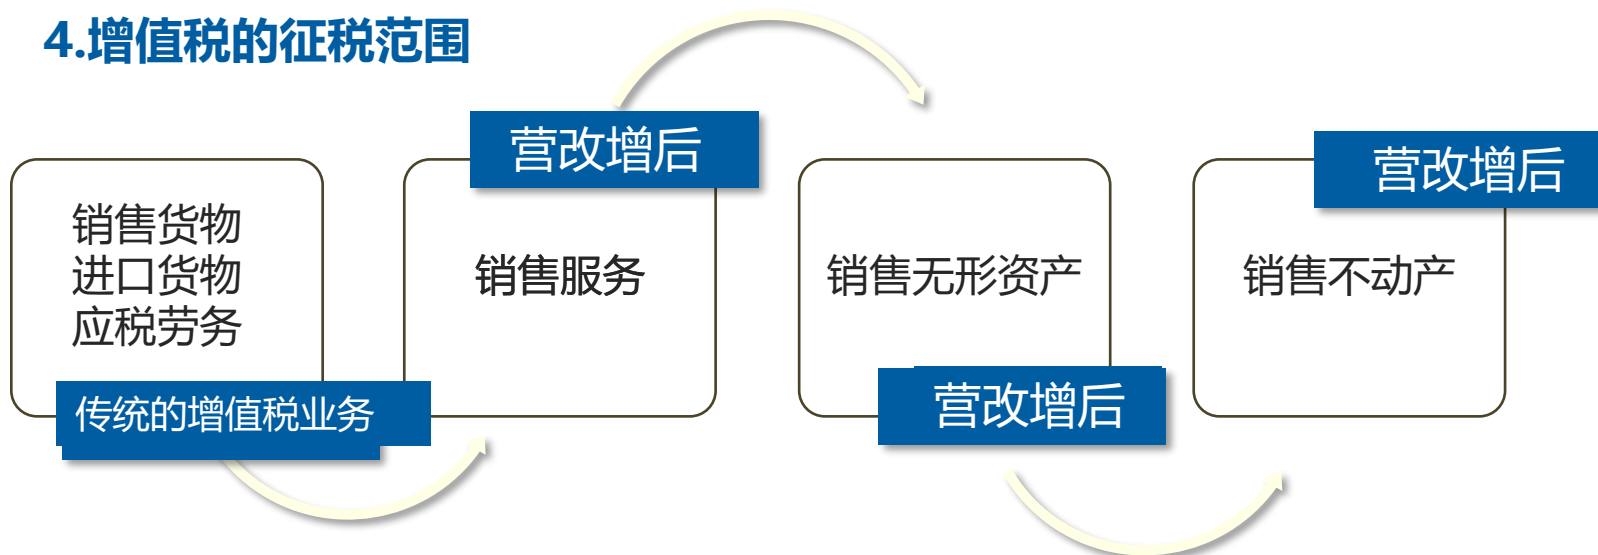 4.增值税的征税范围
销售货物
进口货物
应税劳务
传统的增值税业务
营改增后
销售服务
销售无形资产
营改增后
营改增后
销售不动产